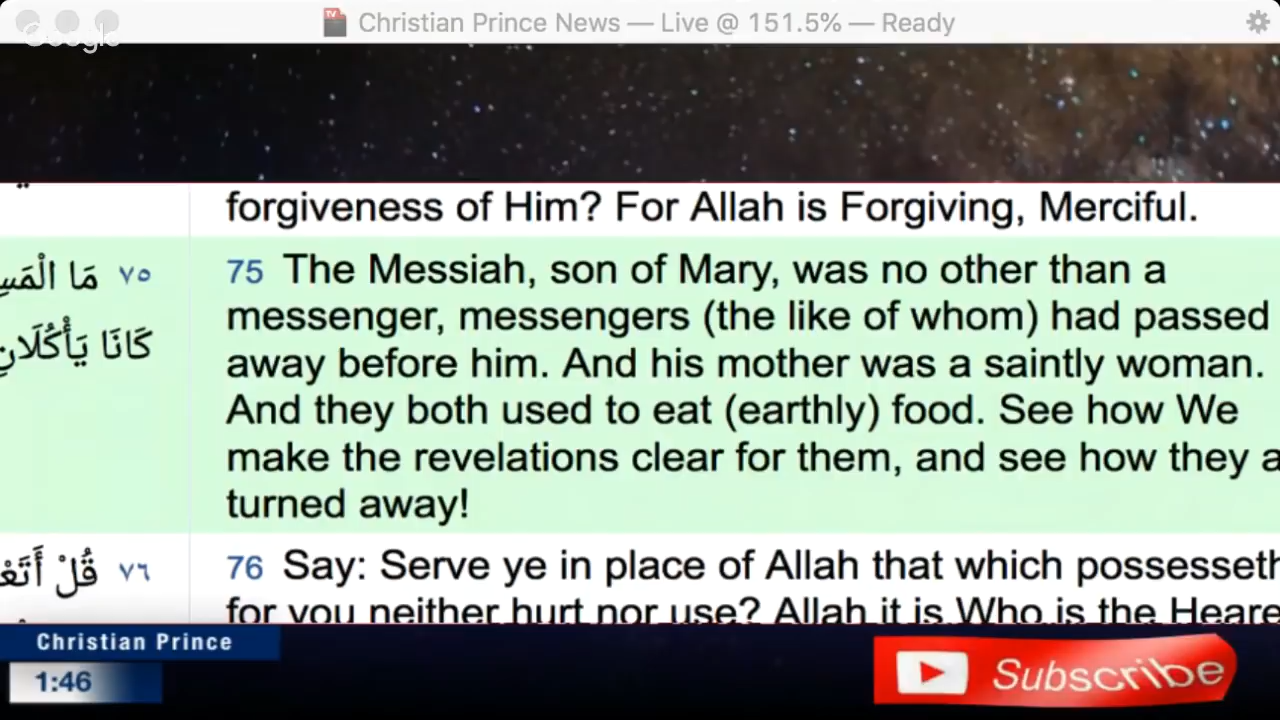 Christian Prince News — Live @ 151.5% — Ready
Google
forgiveness of Him? For Allah is Forgiving, Merciful.
٧٥ مَا الْمَسِ
كَانَا يَأْكُلَانِ
75 The Messiah, son of Mary, was no other than a
messenger, messengers (the like of whom) had passed
away before him. And his mother was a saintly woman.
And they both used to eat (earthly) food. See how We
make the revelations clear for them, and see how they a
turned away!
٧٦ قُلْ أَتَعْ
76 Say: Serve ye in place of Allah that which possesseth
for you neither hurt nor use? Allah it is Who is the Heare
Christian Prince
1:46
Subscribe